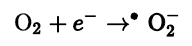 O₂ + e⁻ →• O₂⁻